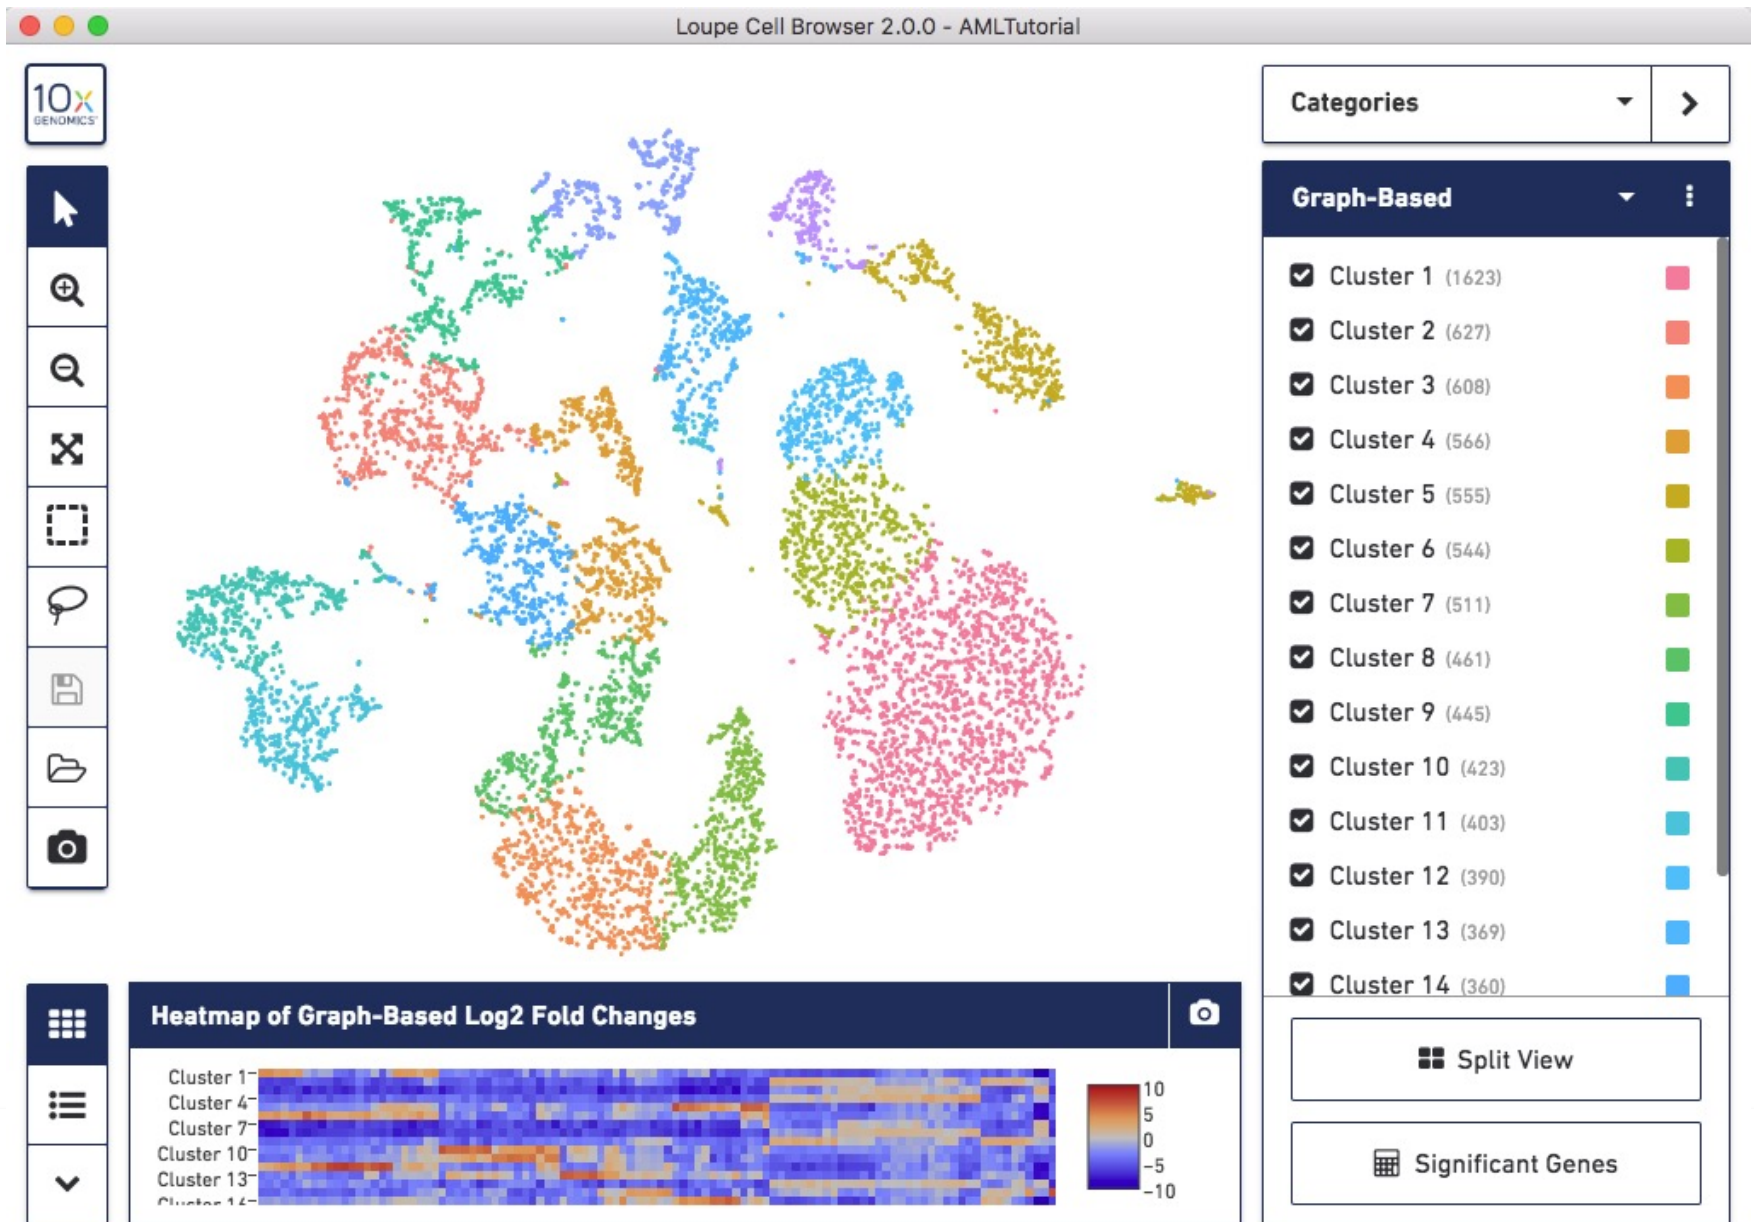 Loupe Cell Browser 2.0.0 - AMLTutorial
10x
GENOMICS
Categories
Graph-Based
Cluster 1 (1623)
Cluster 2 (627)
Cluster 3 (608)
Cluster 4 (566)
Cluster 5 (555)
Cluster 6 (544)
Cluster 7 (511)
Cluster 8 (461)
Cluster 9 (445)
Cluster 10 (423)
Cluster 11 (403)
Cluster 12 (390)
Cluster 13 (369)
Cluster 14 (360)
Split View
Significant Genes
Heatmap of Graph-Based Log2 Fold Changes
Cluster 1
Cluster 4
Cluster 7
Cluster 10
Cluster 13
Cluster 16
10
5
0
−5
−10